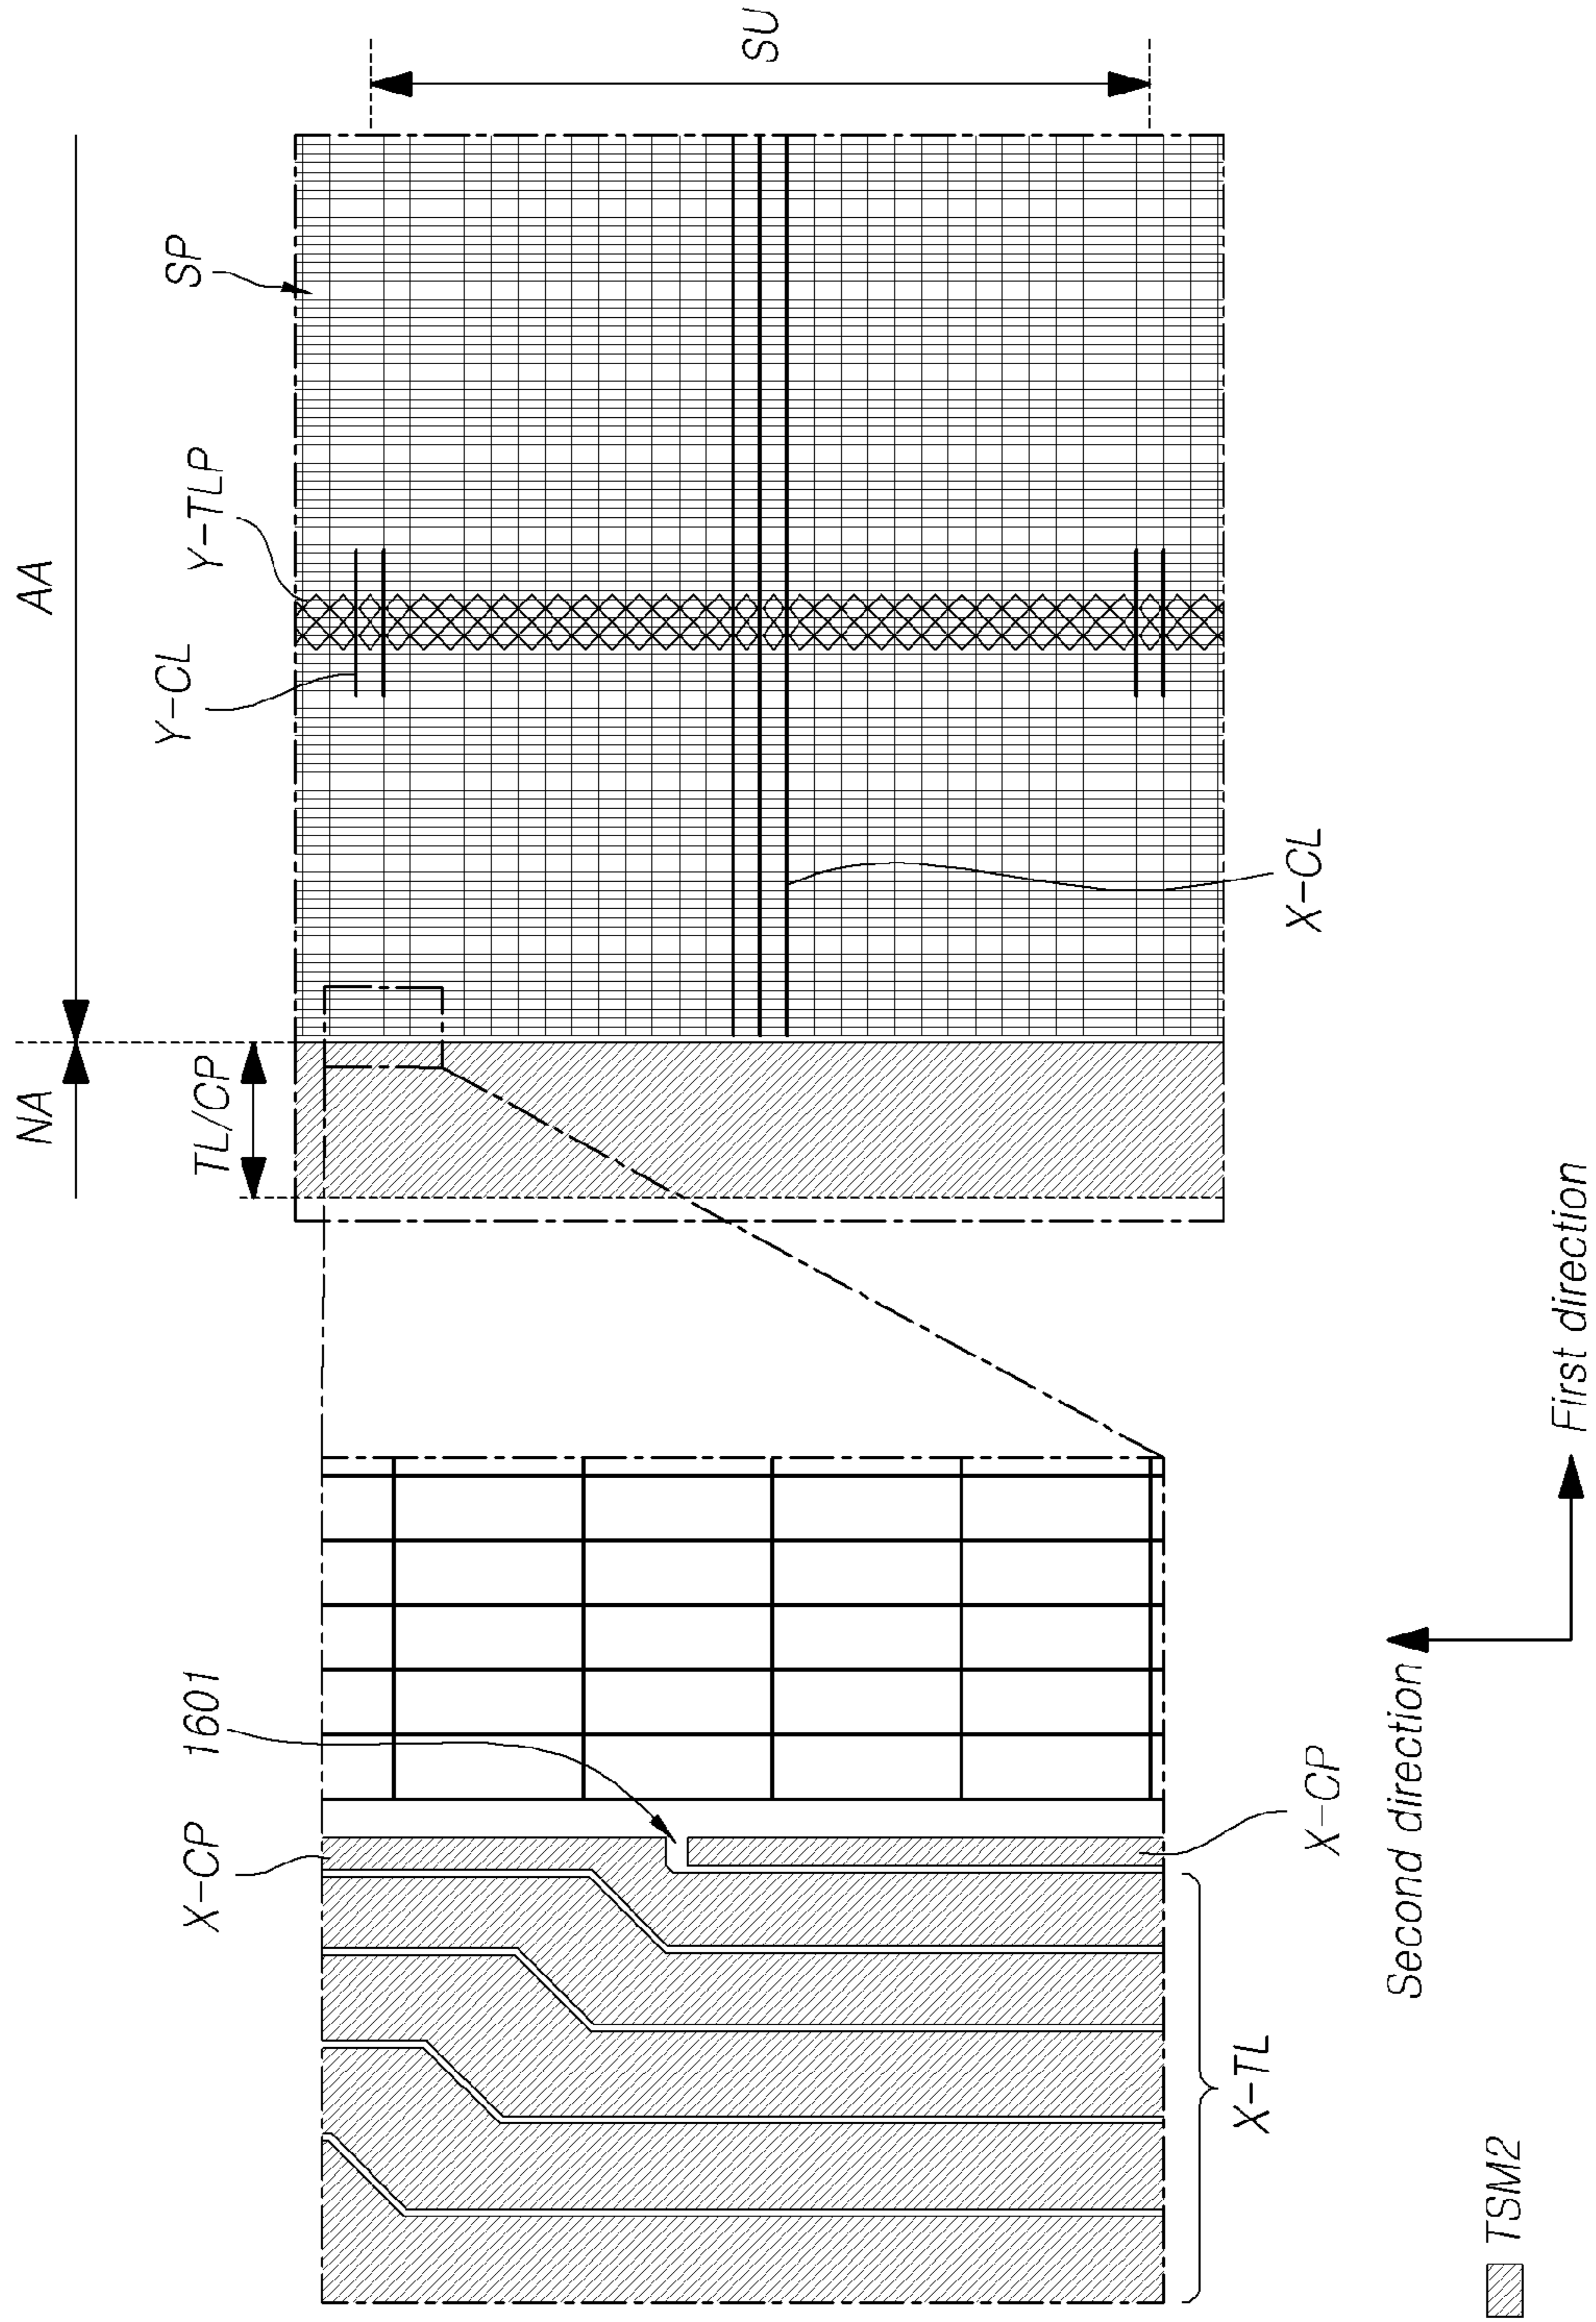 NA
AA
TL/CP
Y-CL
Y-TLP
SP
SU
X-CL
X-CP
1601
X-CP
X-TL
Second direction
First direction
TSM2